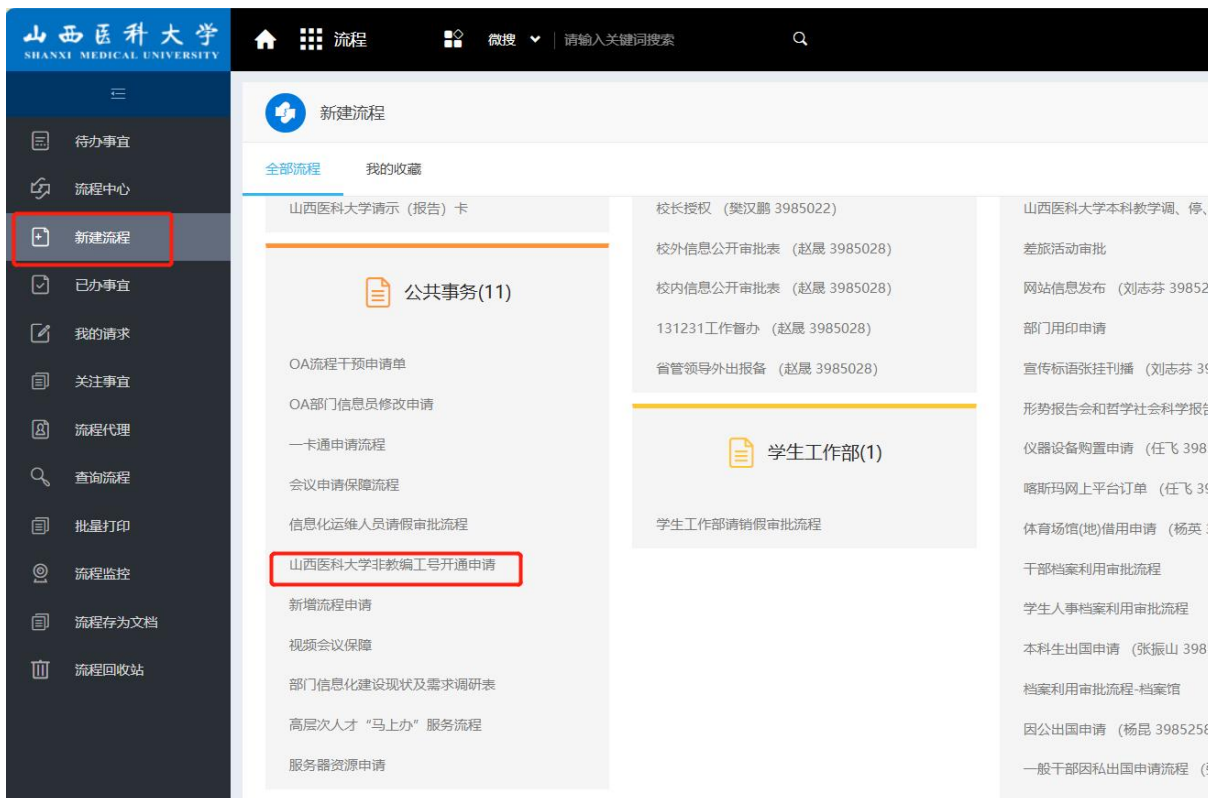 山西医科大学
SHANXI MEDICAL UNIVERSITY
流程
微搜
请输入关键词搜索
待办事宜
流程中心
新建流程
已办事宜
我的请求
关注事宜
流程代理
查询流程
批量打印
流程监控
流程存为文档
流程回收站
新建流程
全部流程 我的收藏
山西医科大学请示（报告）卡
公共事务(11)
OA流程干预申请单
OA部门信息员修改申请
一卡通申请流程
会议申请保障流程
信息化运维人员请假审批流程
山西医科大学非教编工号开通申请
新增流程申请
视频会议保障
部门信息化建设现状及需求调研表
高层次人才“马上办”服务流程
服务器资源申请
校长授权 （樊汉鹏 3985022）
校外信息公开审批表 （赵晟 3985028）
校内信息公开审批表 （赵晟 3985028）
131231工作督办 （赵晟 3985028）
省管领导外出报备 （赵晟 3985028）
学生工作部(1)
学生工作部请销假审批流程
山西医科大学本科教学调、停、
差旅活动审批
网站信息发布 （刘志芬 39852
部门用印申请
宣传标语张挂刊播 （刘志芬 39
形势报告会和哲学社会科学报告
仪器设备购置申请 （任飞 398
喀斯玛网上平台订单 （任飞 39
体育场馆(地)借用申请 （杨英
干部档案利用审批流程
学生人事档案利用审批流程
本科生出国申请 （张振山 398
档案利用审批流程-档案馆
因公出国申请 （杨昆 3985258
一般干部因私出国申请流程